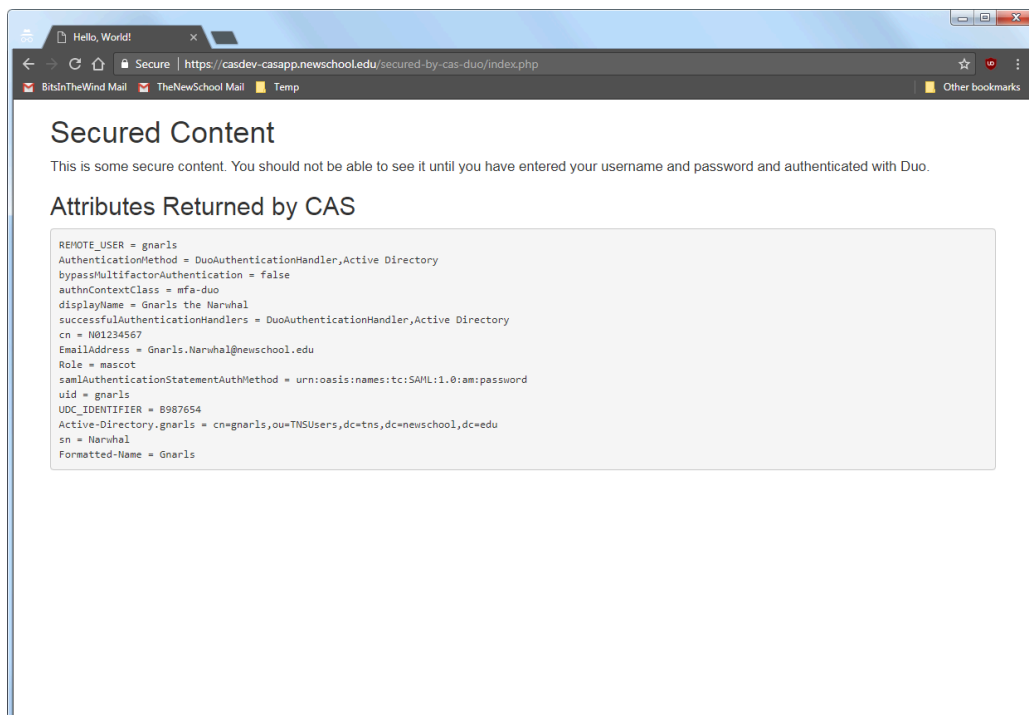 Hello, World!
Secure | https://casdev-casapp.newschool.edu/secured-by-cas-duo/index.php
BitsInTheWind Mail TheNewSchool Mail Temp Other bookmarks
Secured Content
This is some secure content. You should not be able to see it until you have entered your username and password and authenticated with Duo.
Attributes Returned by CAS
REMOTE_USER = gnarls
AuthenticationMethod = DuoAuthenticationHandler,Active Directory
bypassMultifactorAuthentication = false
authnContextClass = mfa-duo
displayName = Gnarls the Narwhal
successfulAuthenticationHandlers = DuoAuthenticationHandler,Active Directory
cn = N01234567
EmailAddress = Gnarls.Narwhal@newschool.edu
Role = mascot
samlAuthenticationStatementAuthMethod = urn:oasis:names:tc:SAML:1.0:am:password
uid = gnarls
UDC_IDENTIFIER = B987654
Active-Directory.gnarls = cn=gnarls,ou=TNSUsers,dc=tns,dc=newschool,dc=edu
sn = Narwhal
Formatted-Name = Gnarls